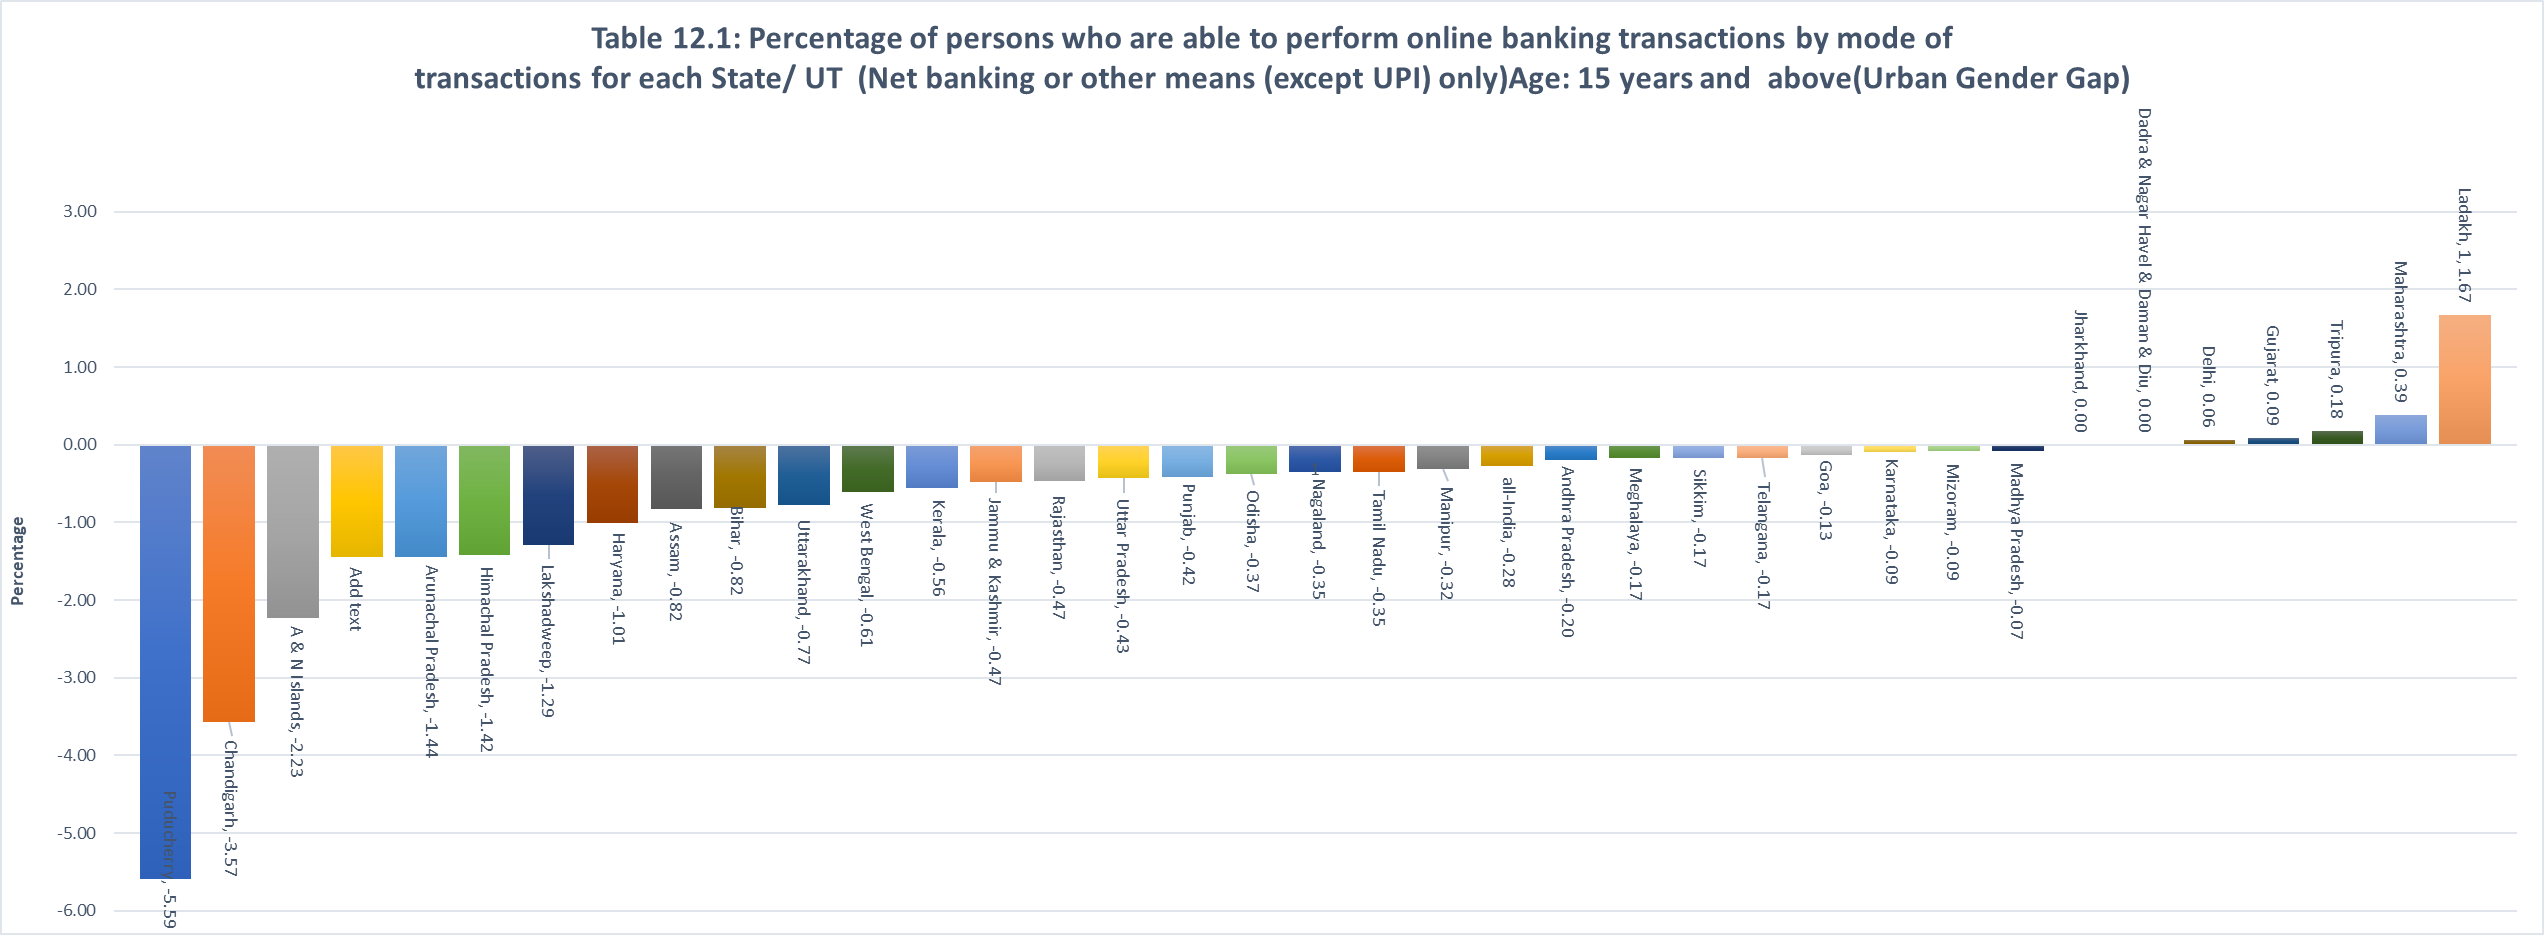 Table 12.1: Percentage of persons who are able to perform online banking transactions by mode of
transactions for each State/ UT  (Net banking or other means (except UPI) only)Age: 15 years and  above(Urban Gender Gap)
Percentage
3.00
2.00
1.00
0.00
-1.00
-2.00
-3.00
-4.00
-5.00
-6.00
Puducherry, -5.59
Chandigarh, -3.57
A & N Islands, -2.23
Add text
Arunachal Pradesh, -1.44
Himachal Pradesh, -1.42
Lakshadweep, -1.29
Haryana, -1.01
Assam, -0.82
Bihar, -0.82
Uttarakhand, -0.77
West Bengal, -0.61
Kerala, -0.56
Jammu & Kashmir, -0.47
Rajasthan, -0.47
Uttar Pradesh, -0.43
Punjab, -0.42
Odisha, -0.37
Nagaland, -0.35
Tamil Nadu, -0.35
Manipur, -0.32
all-India, -0.28
Andhra Pradesh, -0.20
Meghalaya, -0.17
Sikkim, -0.17
Telangana, -0.17
Goa, -0.13
Karnataka, -0.09
Mizoram, -0.09
Madhya Pradesh, -0.07
Jharkhand, 0.00
Dadra & Nagar Havel & Daman & Diu, 0.00
Delhi, 0.06
Gujarat, 0.09
Tripura, 0.18
Maharashtra, 0.39
Ladakh, 1, 1.67